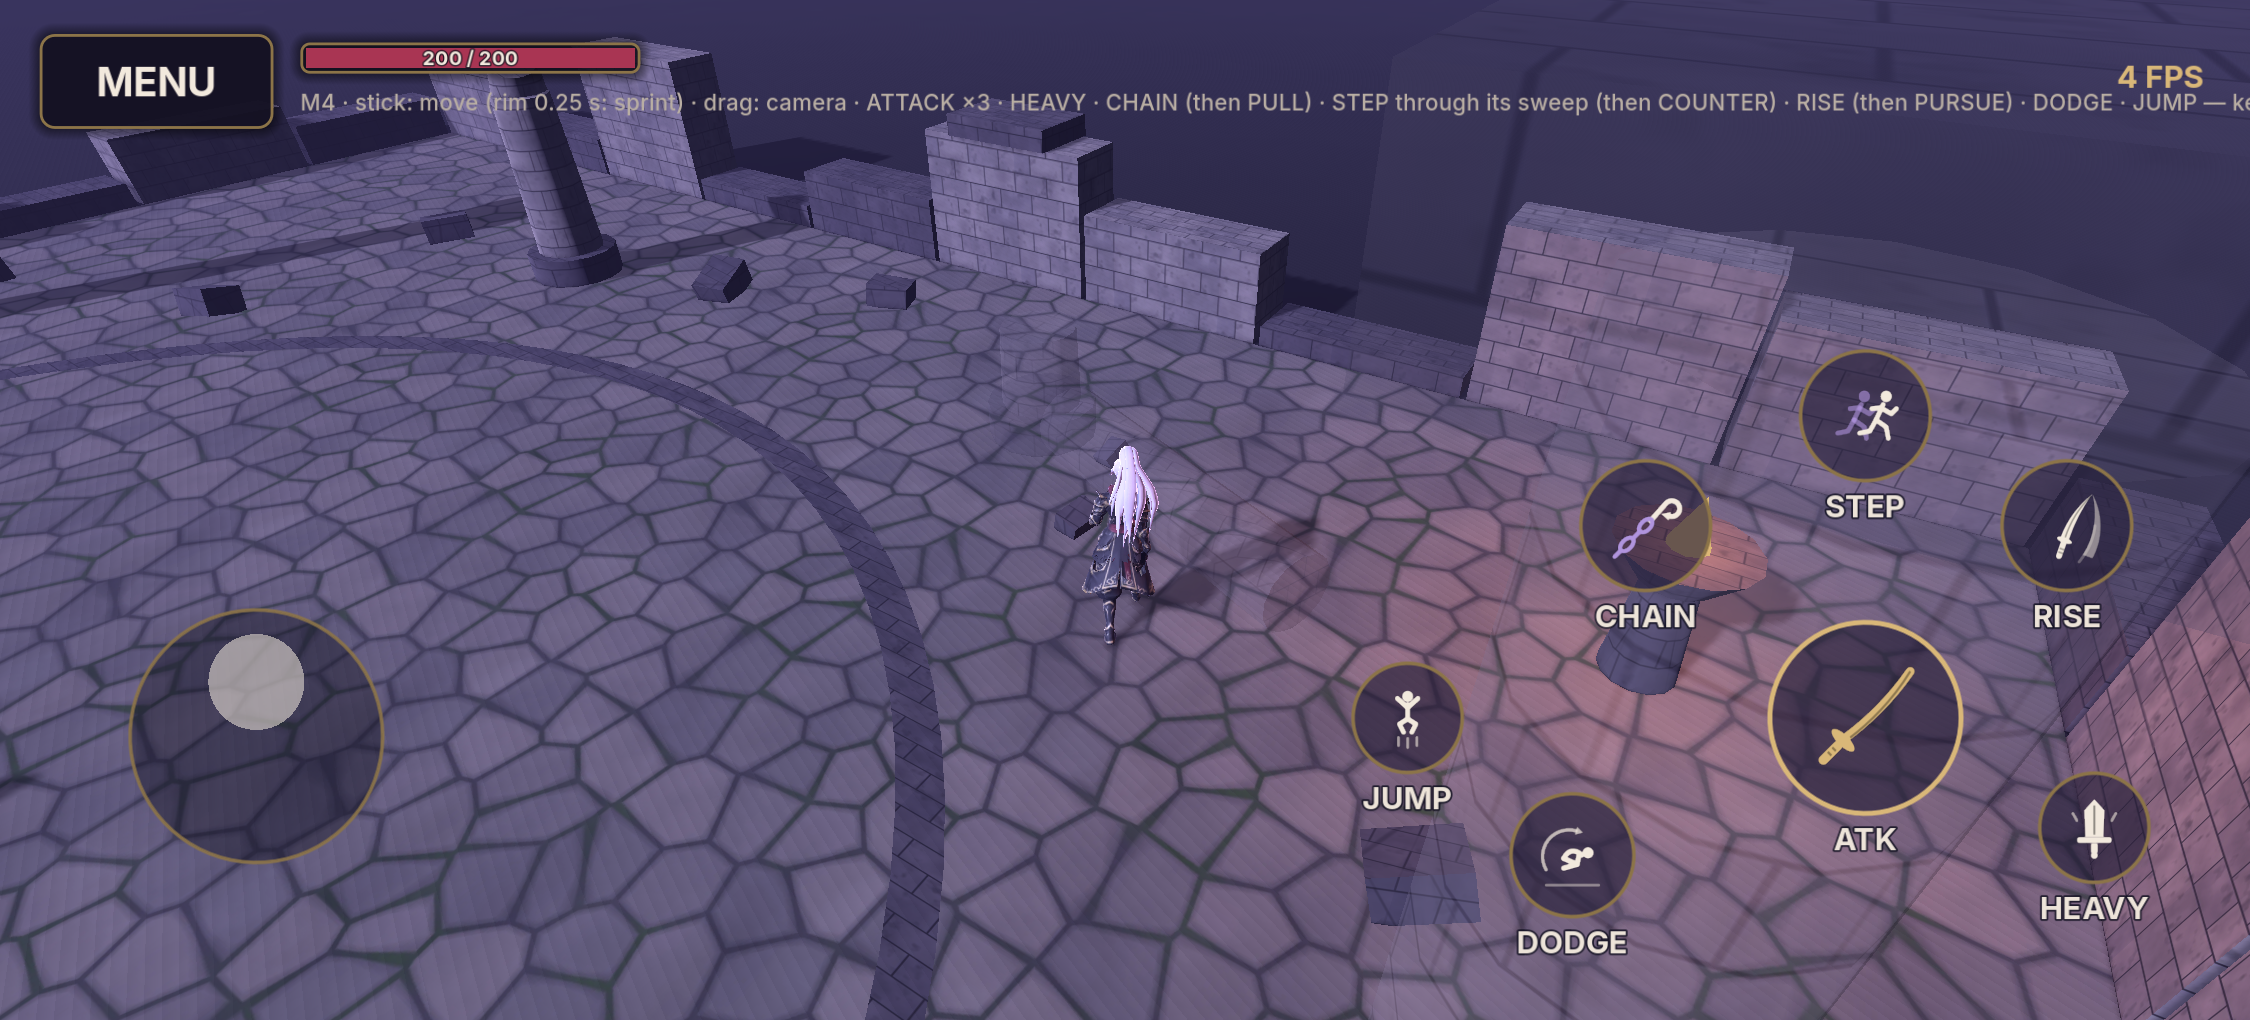 MENU
200 / 200
4 FPS
M4 · stick: move (rim 0.25 s: sprint) · drag: camera · ATTACK ×3 · HEAVY · CHAIN (then PULL) · STEP through its sweep (then COUNTER) · RISE (then PURSUE) · DODGE · JUMP — ke
STEP
CHAIN
RISE
JUMP
ATK
DODGE
HEAVY